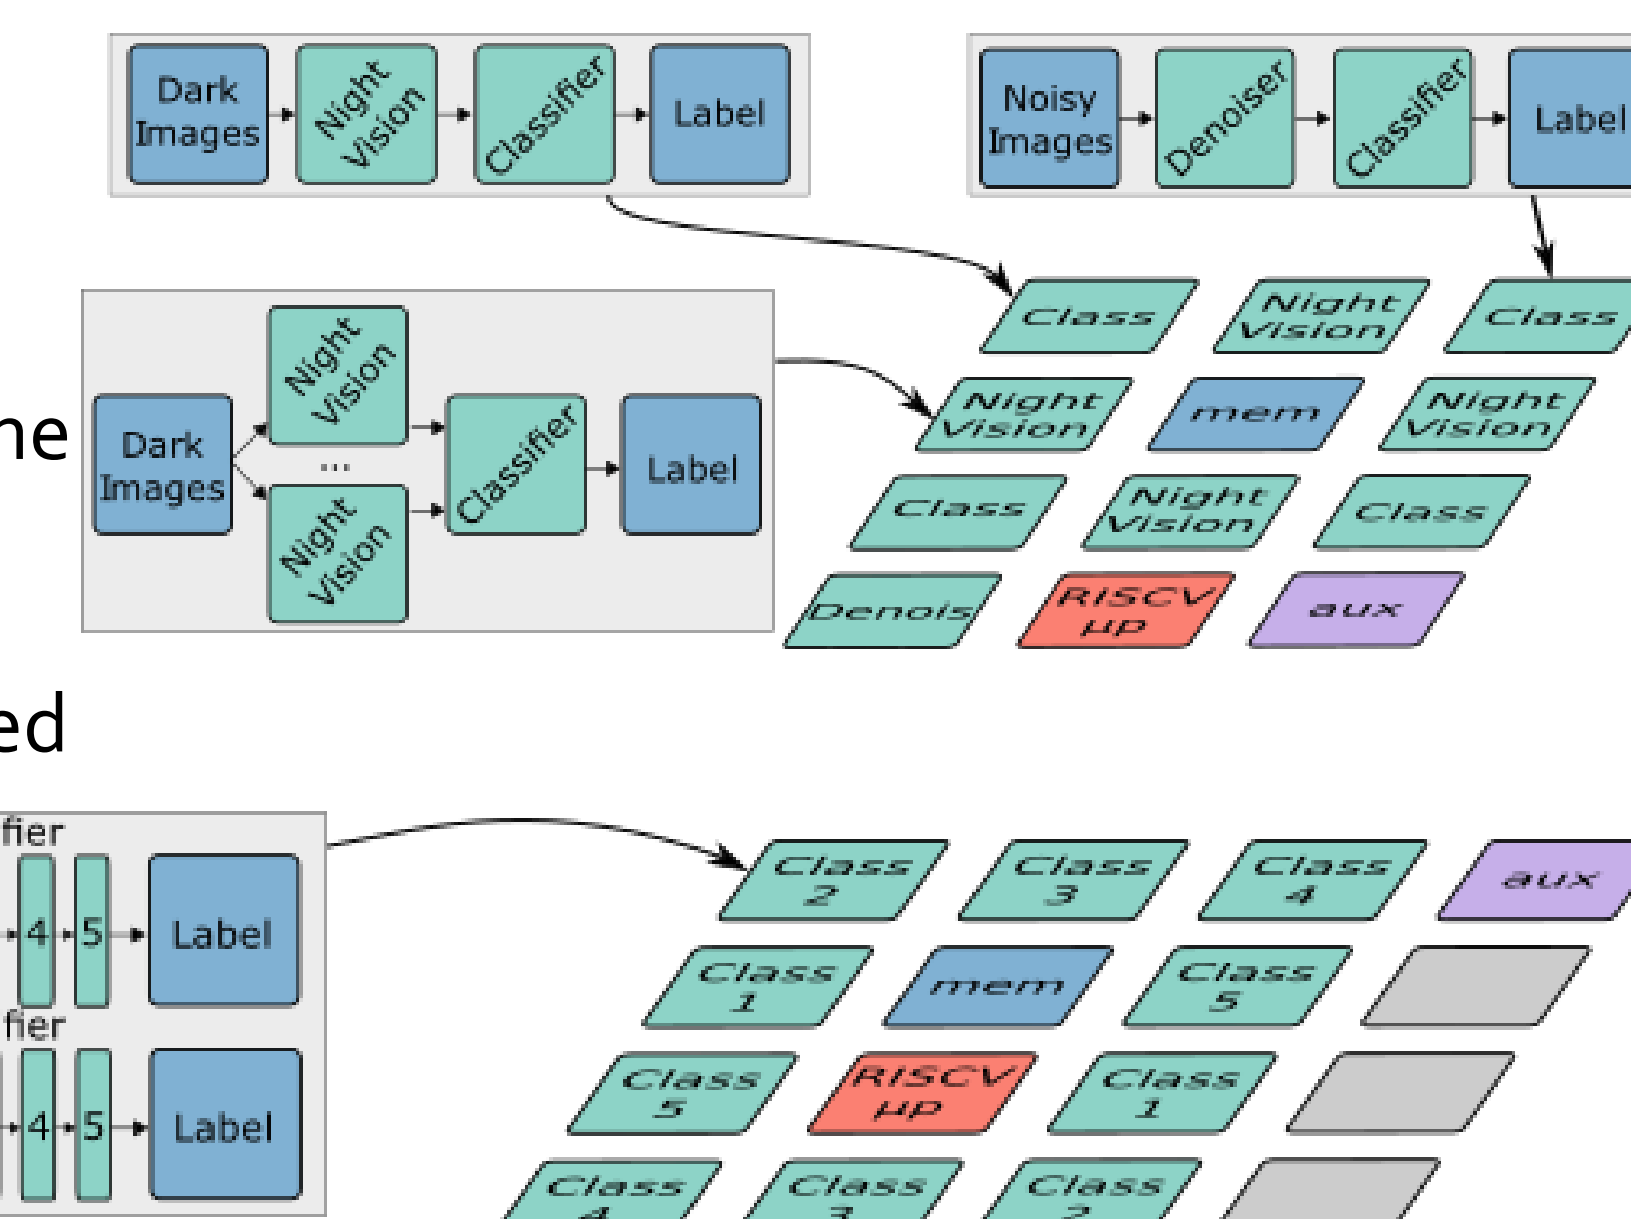 Dark
Images
Night
Vision
Classifier
Label
Noisy
Images
Denoiser
Classifier
Label
Class
Night
Vision
Class
Dark
Images
Night
Vision
...
Night
Vision
Classifier
Label
Night
Vision
mem
Night
Vision
Class
Night
Vision
Class
Denois
RISCV
μp
aux
ne
ed
fier
4
5
Label
fier
4
5
Label
Class
2
Class
3
Class
4
aux
Class
1
mem
Class
5
Class
5
RISCV
μp
Class
1
Class
4
Class
3
Class
2